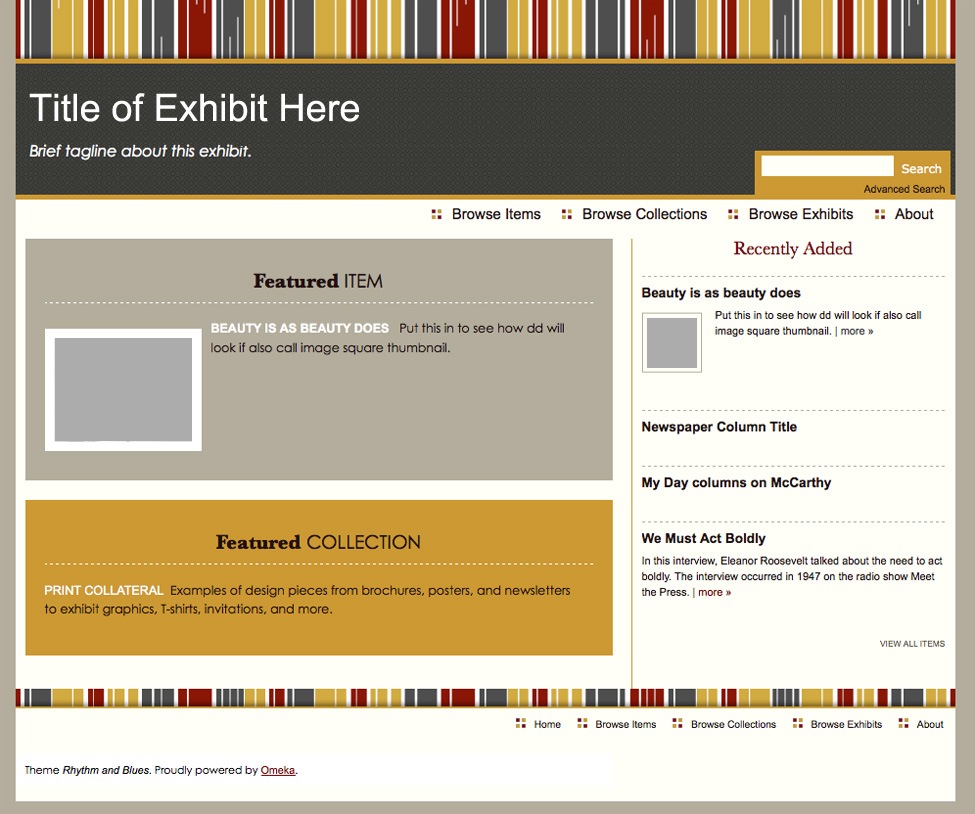 Title of Exhibit Here
Brief tagline about this exhibit.
Search
Advanced Search
Browse Items
Browse Collections
Browse Exhibits
About
Featured ITEM
BEAUTY IS AS BEAUTY DOES Put this in to see how dd will
look if also call image square thumbnail.
Featured COLLECTION
PRINT COLLATERAL Examples of design pieces from brochures, posters, and newsletters
to exhibit graphics, T-shirts, invitations, and more.
Recently Added
Beauty is as beauty does
Put this in to see how dd will look if also call
image square thumbnail. | more »
Newspaper Column Title
My Day columns on McCarthy
We Must Act Boldly
In this interview, Eleanor Roosevelt talked about the need to act
boldly. The interview occurred in 1947 on the radio show Meet
the Press. | more »
VIEW ALL ITEMS
Home
Browse Items
Browse Collections
Browse Exhibits
About
Theme Rhythm and Blues. Proudly powered by Omeka.